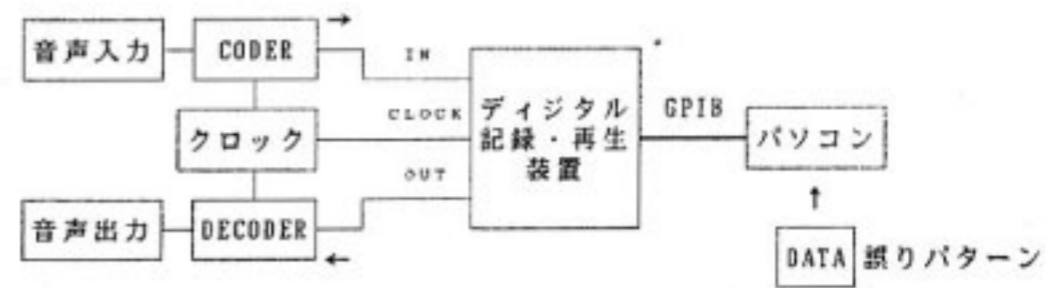 音声入力
CODER
→
IN
クロック
CLOCK
ディジタル
記録・再生
装置
GPIB
パソコン
OUT
音声出力
DECODER
←
↑
DATA
誤りパターン